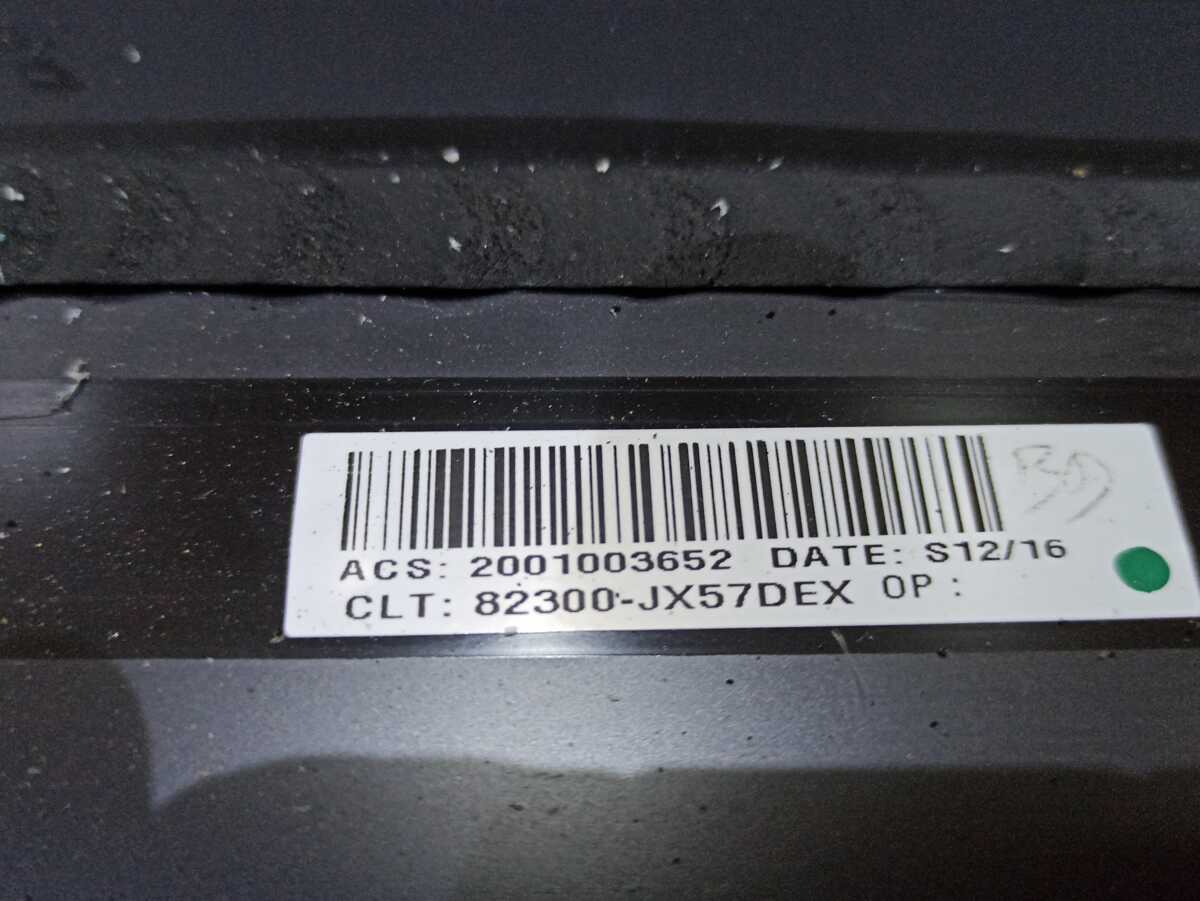 ACS: 2001003652 DATE: S12/16
CLT: 82300-JX57DEX OP: